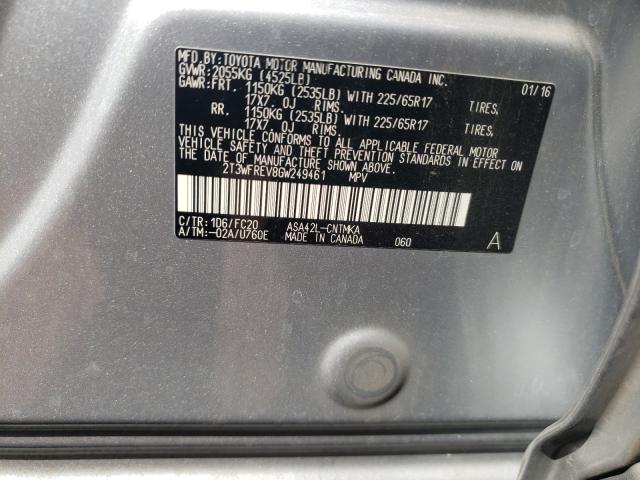 MFD.BY:TOYOTA MOTOR MANUFACTURING CANADA INC.
GVWR:2055KG (4525LB) 01/16
GAWR:FRT. 1150KG (2535LB) WITH 225/65R17 TIRES,
17X7.0J RIMS.
RR. 1150KG (2535LB) WITH 225/65R17 TIRES,
17X7.0J RIMS.
THIS VEHICLE CONFORMS TO ALL APPLICABLE FEDERAL MOTOR
VEHICLE SAFETY AND THEFT PREVENTION STANDARDS IN EFFECT ON
THE DATE OF MANUFACTURE SHOWN ABOVE.
2T3WFREV8GW249461 MPV
C/TR:1D6/FC20 ASA42L-CNTMKA
A/TM:-02A/U760E MADE IN CANADA 060 A